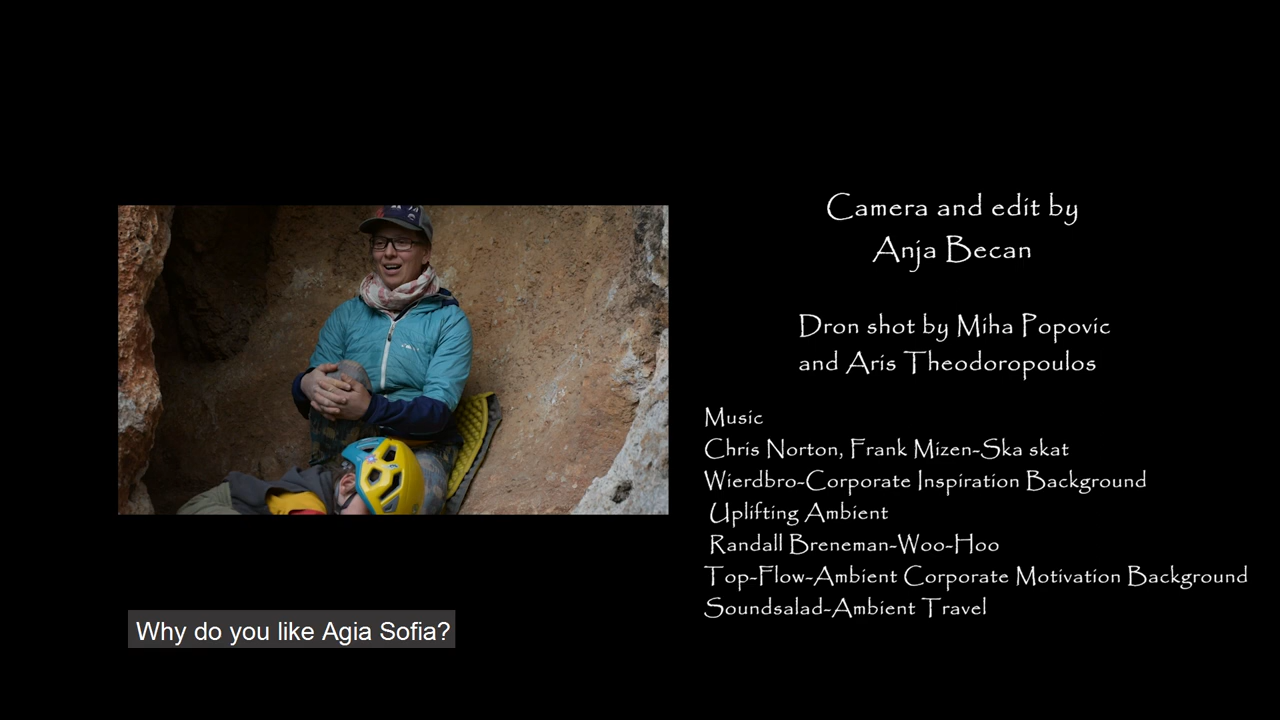 Camera and edit by
Anja Becan
Dron shot by Miha Popovic
and Aris Theodoropoulos
Music
Chris Norton, Frank Mizen-Ska skat
Wierdbro-Corporate Inspiration Background
Uplifting Ambient
Randall Breneman-Woo-Hoo
Top-Flow-Ambient Corporate Motivation Background
Soundsalad-Ambient Travel
Why do you like Agia Sofia?